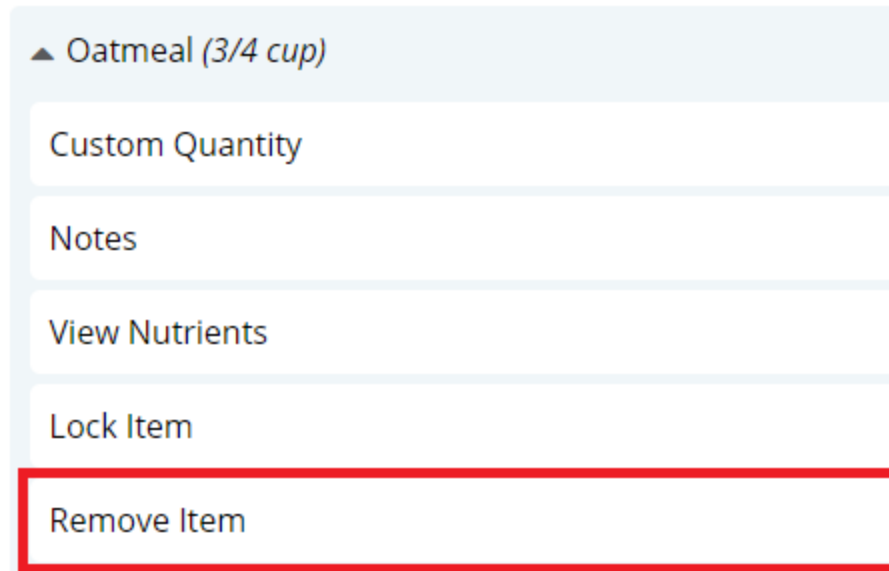 Oatmeal (3/4 cup)
Custom Quantity
Notes
View Nutrients
Lock Item
Remove Item